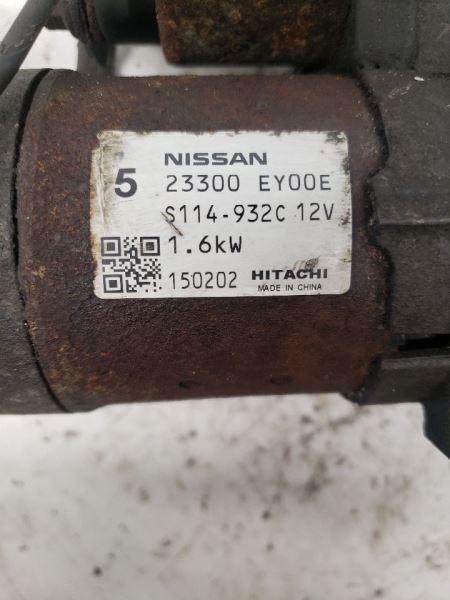 NISSAN
5 23300 EY00E
S114-932C 12V
1.6kW
150202 HITACHI
MADE IN CHINA